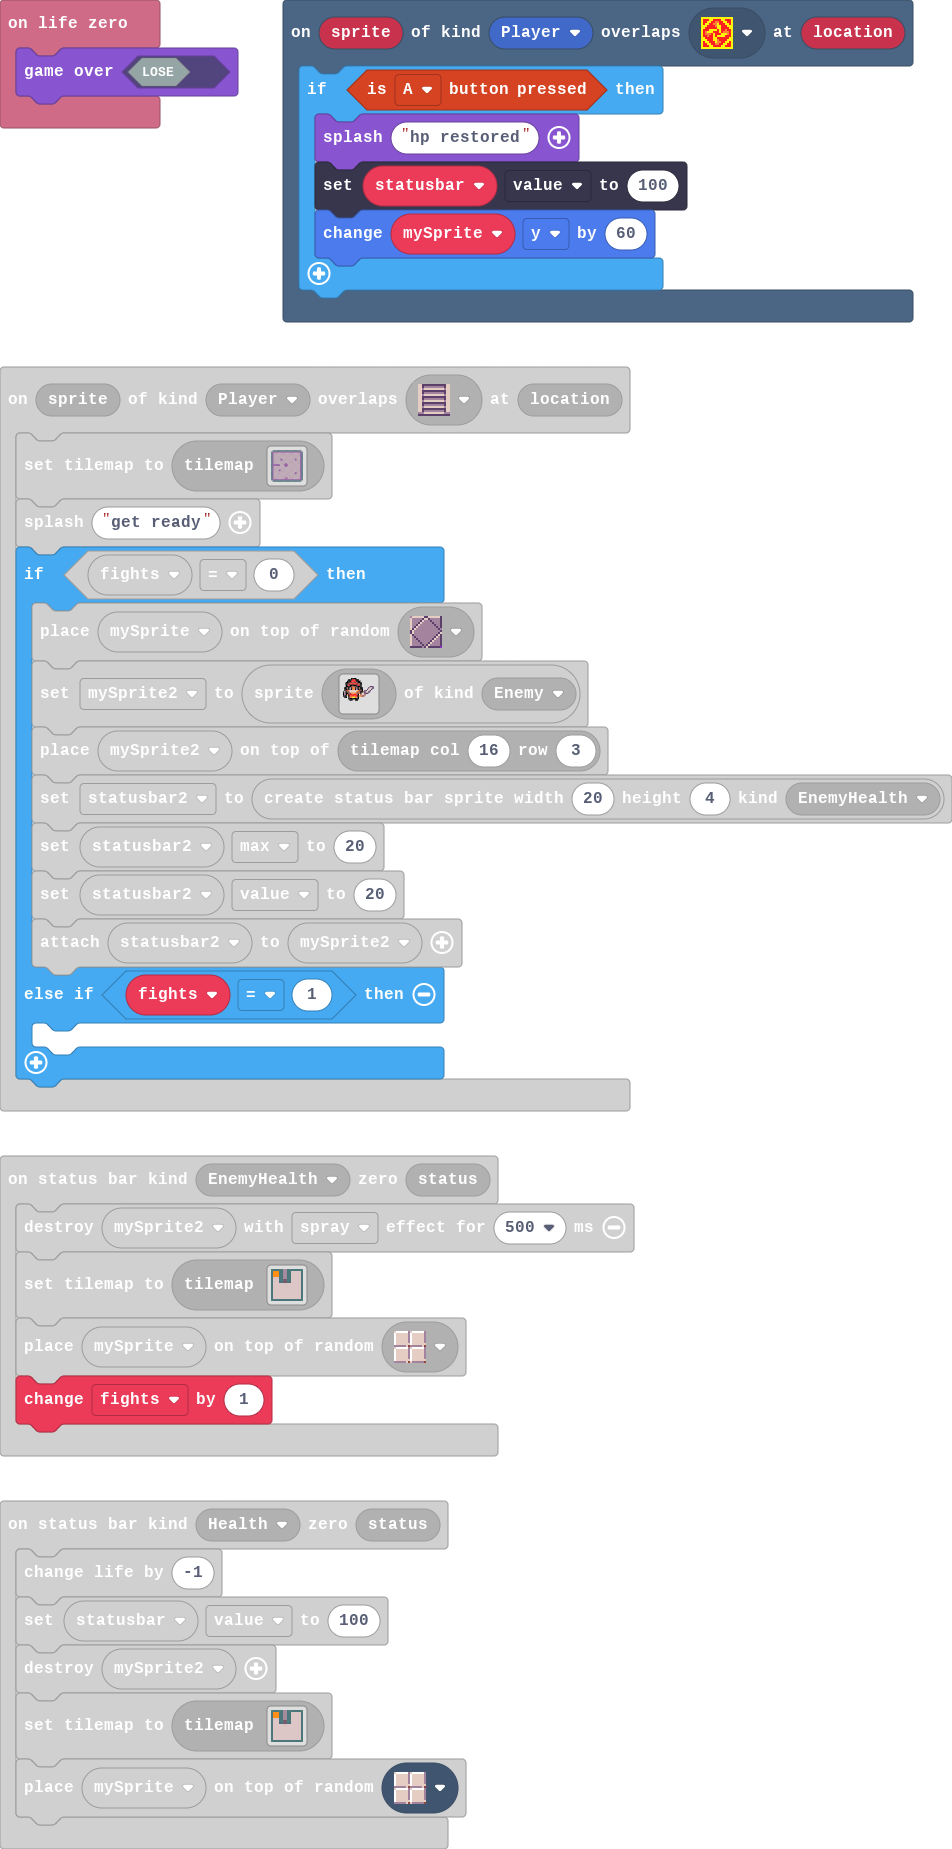 on life zero
game over LOSE
on sprite of kind Player overlaps at location
if is A button pressed then
splash "hp restored"
set statusbar value to 100
change mySprite y by 60
on sprite of kind Player overlaps at location
set tilemap to tilemap
splash "get ready"
if fights = 0 then
place mySprite on top of random
set mySprite2 to sprite of kind Enemy
place mySprite2 on top of tilemap col 16 row 3
set statusbar2 to create status bar sprite width 20 height 4 kind EnemyHealth
set statusbar2 max to 20
set statusbar2 value to 20
attach statusbar2 to mySprite2
else if fights = 1 then
on status bar kind EnemyHealth zero status
destroy mySprite2 with spray effect for 500 ms
set tilemap to tilemap
place mySprite on top of random
change fights by 1
on status bar kind Health zero status
change life by -1
set statusbar value to 100
destroy mySprite2
set tilemap to tilemap
place mySprite on top of random